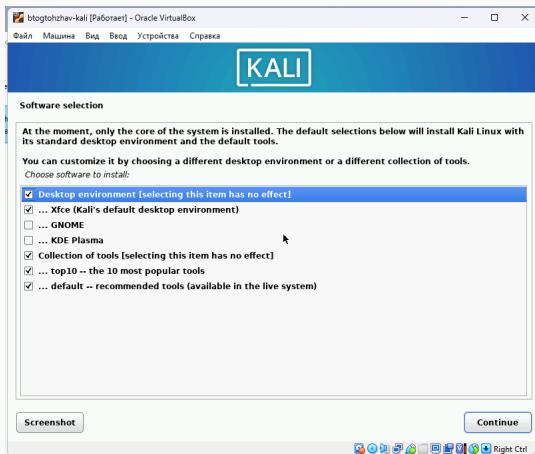 btogtohzhav-kali [Работает] - Oracle VirtualBox
Файл Машина Вид Ввод Устройства Справка
KALI
Software selection
At the moment, only the core of the system is installed. The default selections below will install Kali Linux with
its standard desktop environment and the default tools.
You can customize it by choosing a different desktop environment or a different collection of tools.
Choose software to install:
Desktop environment [selecting this item has no effect]
... Xfce (Kali's default desktop environment)
... GNOME
... KDE Plasma
Collection of tools [selecting this item has no effect]
... top10 -- the 10 most popular tools
... default -- recommended tools (available in the live system)
Screenshot
Continue
Right Ctrl